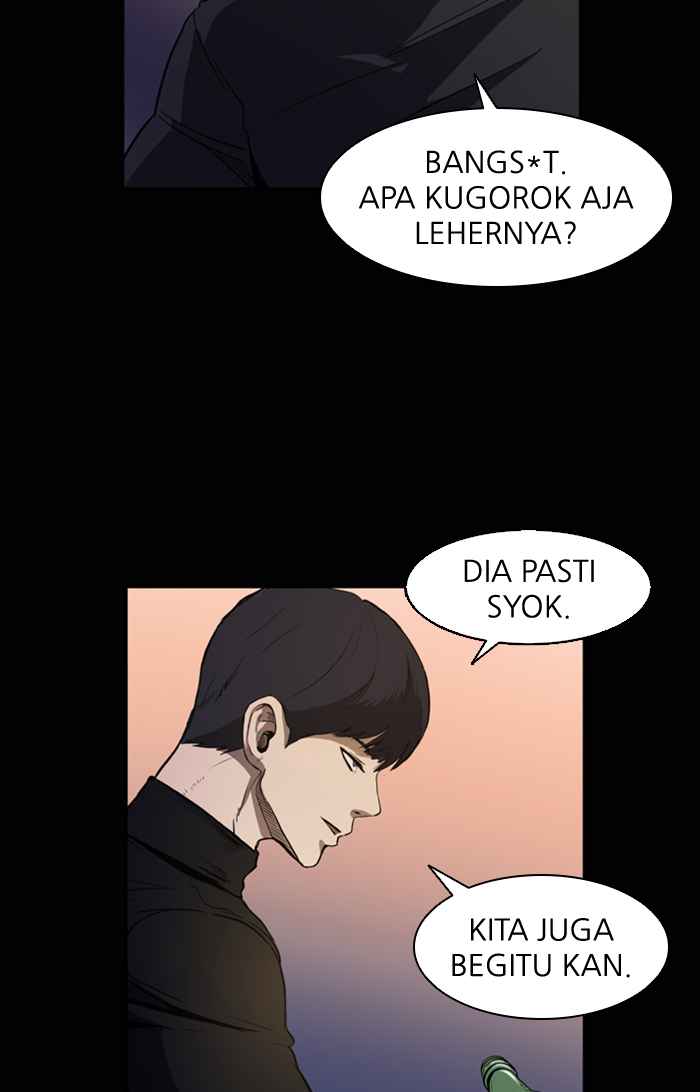 BANGS*T.
APA KUGOROK AJA
LEHERNYA?
DIA PASTI
SYOK.
KITA JUGA
BEGITU KAN.